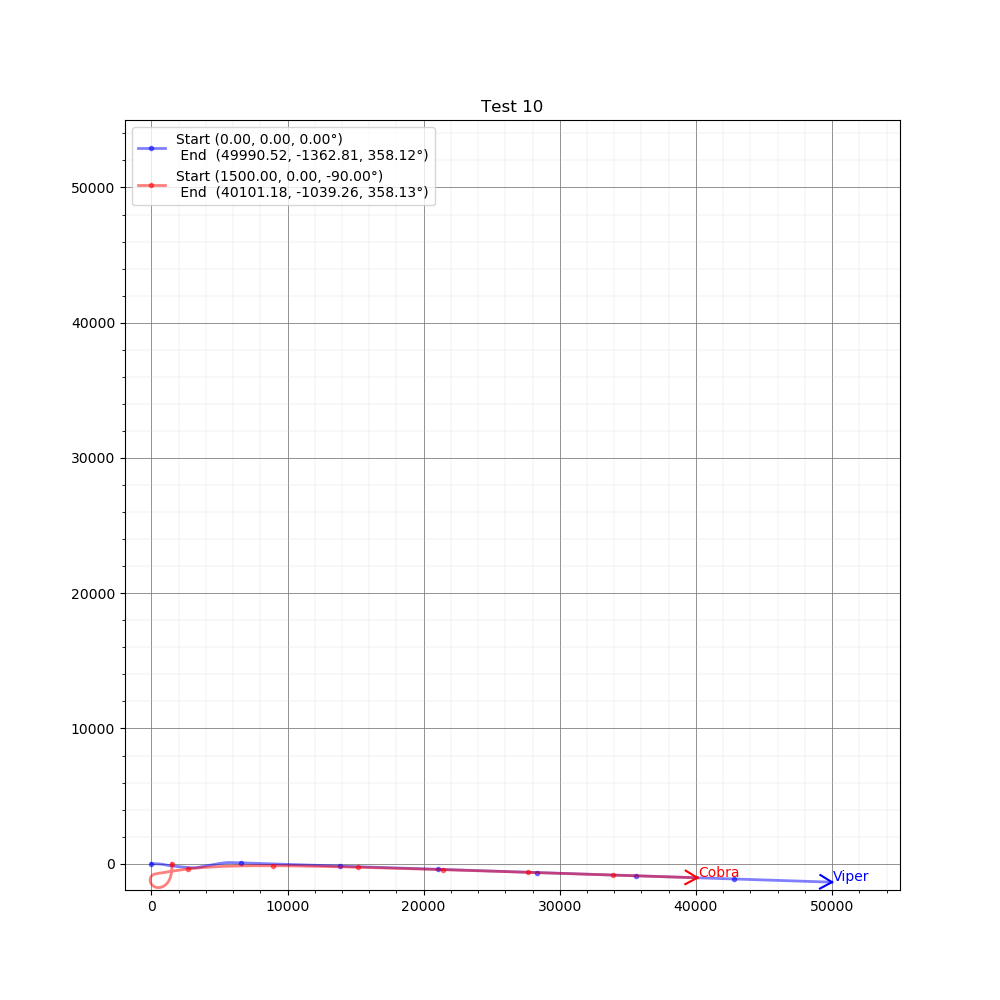 Test 10
Start (0.00, 0.00, 0.00°)
End  (49990.52, -1362.81, 358.12°)
Start (1500.00, 0.00, -90.00°)
End  (40101.18, -1039.26, 358.13°)
50000
40000
30000
20000
10000
0
Cobra
Viper
0
10000
20000
30000
40000
50000